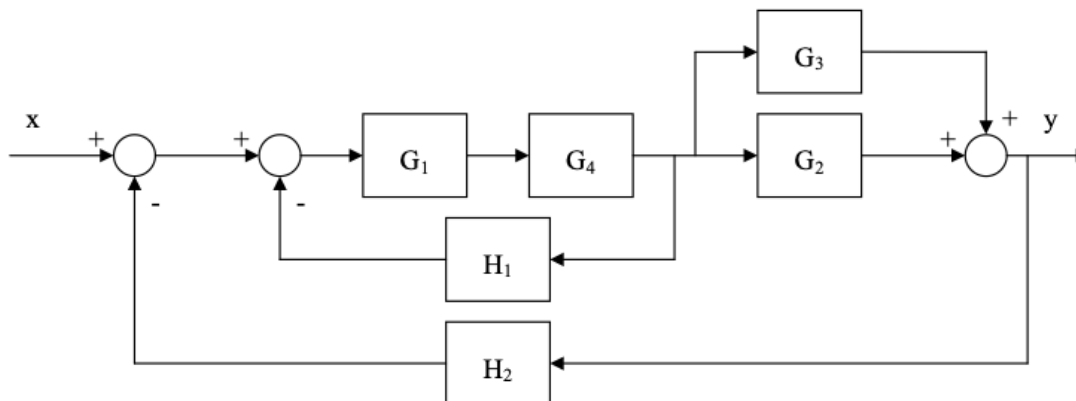 G₃
x
y
+
+
+
+
G₁
G₄
G₂
-
-
H₁
H₂